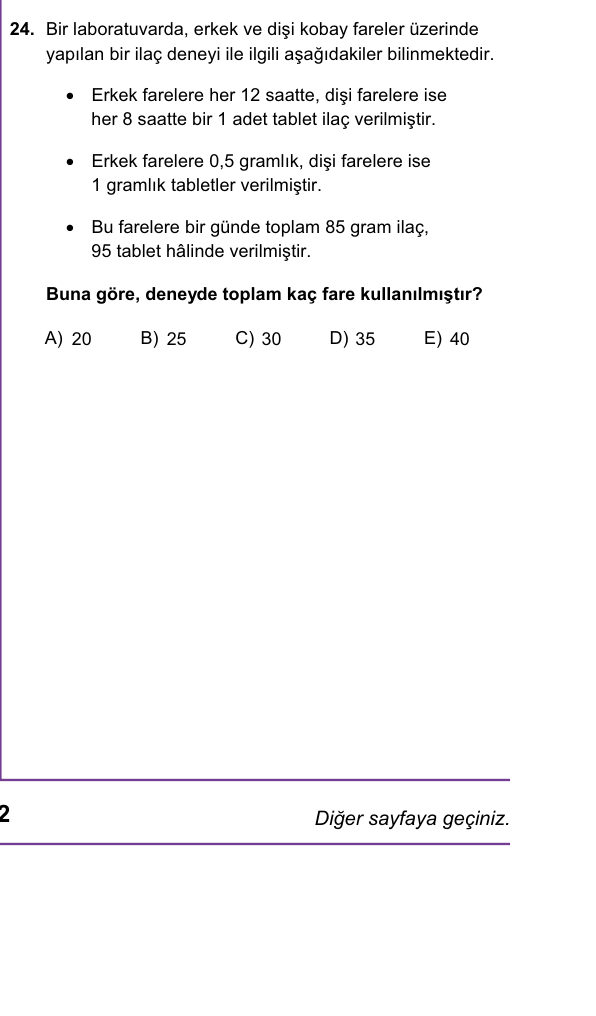 24. Bir laboratuvarda, erkek ve dişi kobay fareler üzerinde
yapılan bir ilaç deneyi ile ilgili aşağıdakiler bilinmektedir.
• Erkek farelere her 12 saatte, dişi farelere ise
her 8 saatte bir 1 adet tablet ilaç verilmiştir.
• Erkek farelere 0,5 gramlık, dişi farelere ise
1 gramlık tabletler verilmiştir.
• Bu farelere bir günde toplam 85 gram ilaç,
95 tablet hâlinde verilmiştir.
Buna göre, deneyde toplam kaç fare kullanılmıştır?
A) 20 B) 25 C) 30 D) 35 E) 40
2 Diğer sayfaya geçiniz.